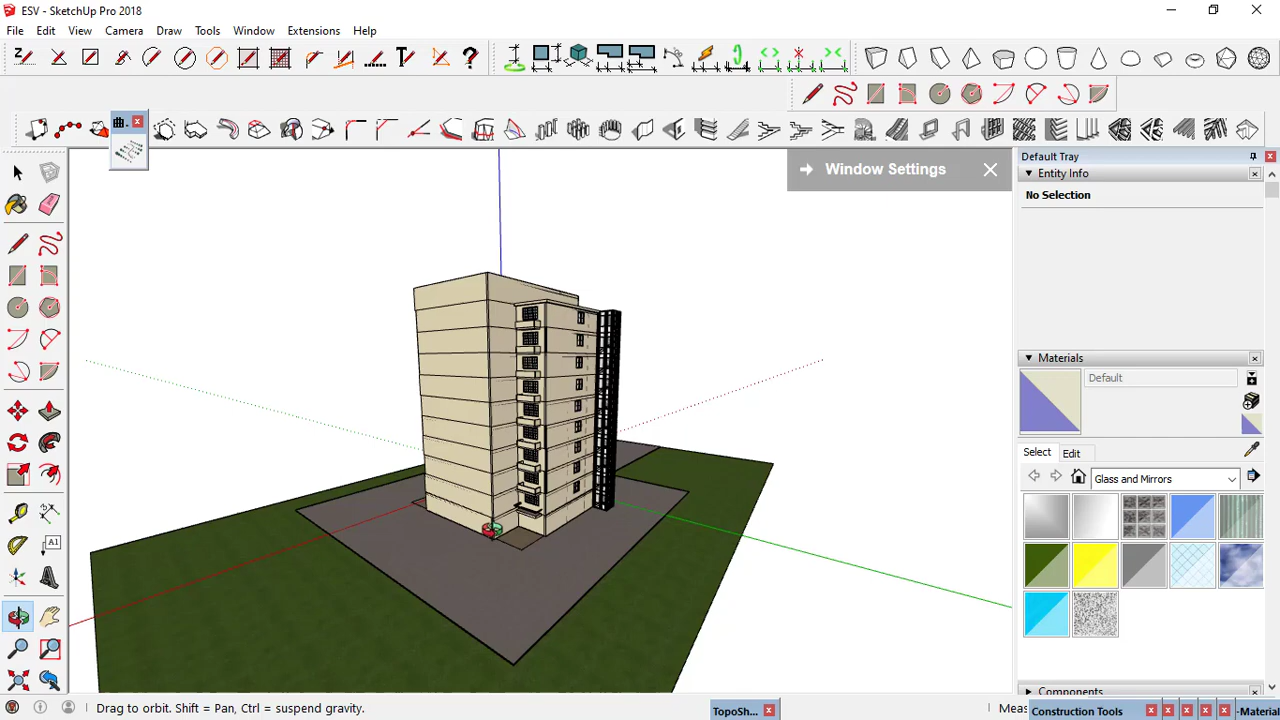 ESV - SketchUp Pro 2018
File Edit View Camera Draw Tools Window Extensions Help
Window Settings
Default Tray
Entity Info
No Selection
Materials
Default
Select Edit
Glass and Mirrors
A1
Components
Drag to orbit. Shift = Pan, Ctrl = suspend gravity.
TopoSh...
Meas
Construction Tools
-Material